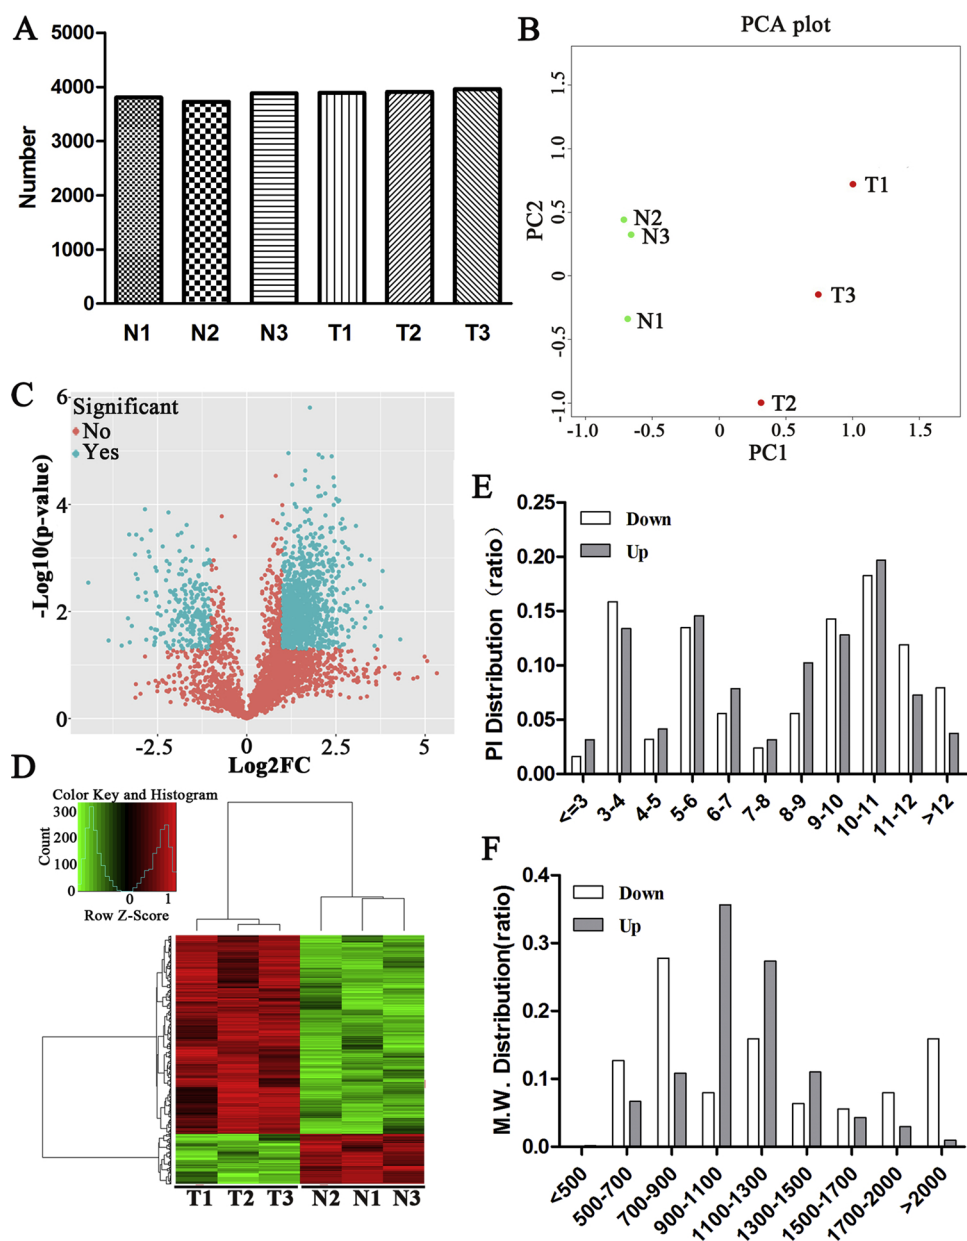 A
5000
4000
3000
2000
1000
0
Number
N1 N2 N3 T1 T2 T3
B
PCA plot
1.5
1.0
0.5
0
-0.5
-1.0
PC2
T1
N2
N3
T3
N1
T2
-1.0 -0.5 0 0.5 1.0 1.5
PC1
C
Significant
No
Yes
6
4
2
0
-Log10(p-value)
-2.5 0 2.5 5
Log2FC
D
Color Key and Histogram
300
200
100
0
Count
0 1
Row Z-Score
T1 T2 T3 N2 N1 N3
E
0.25
0.20
0.15
0.10
0.05
0.00
PI Distribution（ratio）
Down
Up
<=3 3-4 4-5 5-6 6-7 7-8 8-9 9-10 10-11 11-12 >12
F
0.4
0.3
0.2
0.1
0.0
M.W. Distribution(ratio)
Down
Up
<500 500-700 700-900 900-1100 1100-1300 1300-1500 1500-1700 1700-2000 >2000